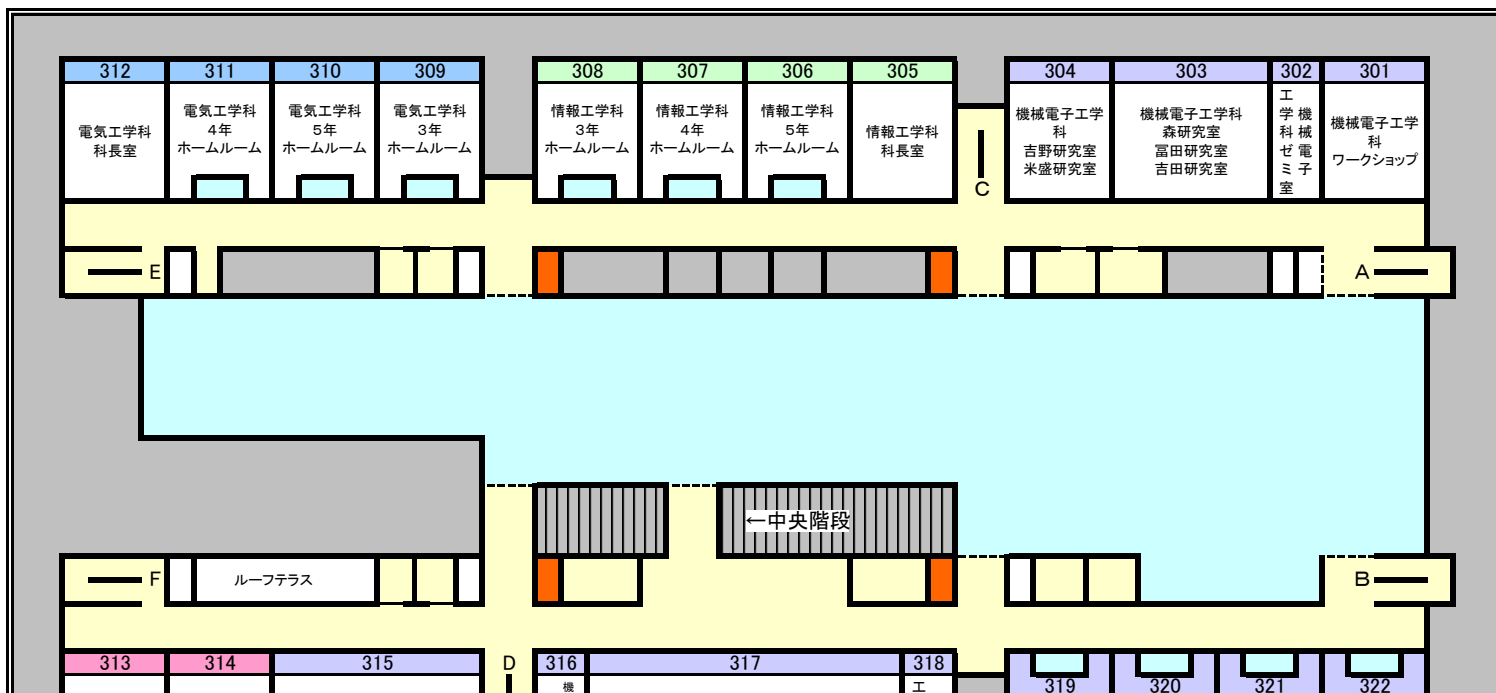 312
311
310
309
308
307
306
305
304
303
302
301
電気工学科
科長室
電気工学科
4年
ホームルーム
電気工学科
5年
ホームルーム
電気工学科
3年
ホームルーム
情報工学科
3年
ホームルーム
情報工学科
4年
ホームルーム
情報工学科
5年
ホームルーム
情報工学科
科長室
機械電子工学
科
吉野研究室
米盛研究室
機械電子工学科
森研究室
冨田研究室
吉田研究室
機械電子
工学科ゼミ室
機械電子工学
科
ワークショップ
C
E
A
←中央階段
F
ルーフテラス
B
313
314
315
D
316
317
318
319
320
321
322
機
工